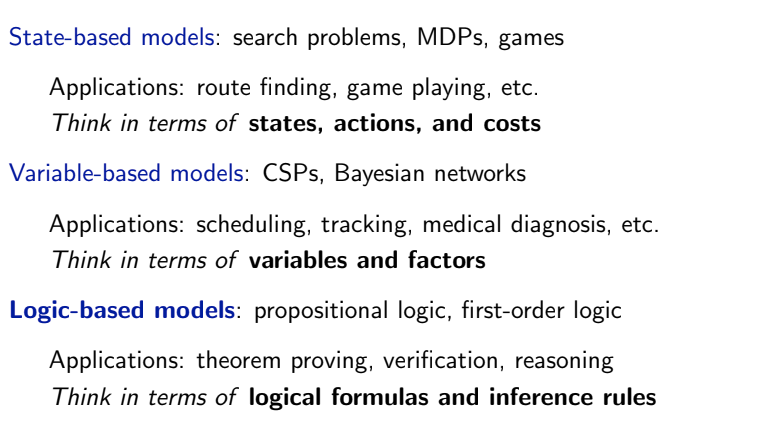 State-based models: search problems, MDPs, games
Applications: route finding, game playing, etc.
Think in terms of states, actions, and costs
Variable-based models: CSPs, Bayesian networks
Applications: scheduling, tracking, medical diagnosis, etc.
Think in terms of variables and factors
Logic-based models: propositional logic, first-order logic
Applications: theorem proving, verification, reasoning
Think in terms of logical formulas and inference rules